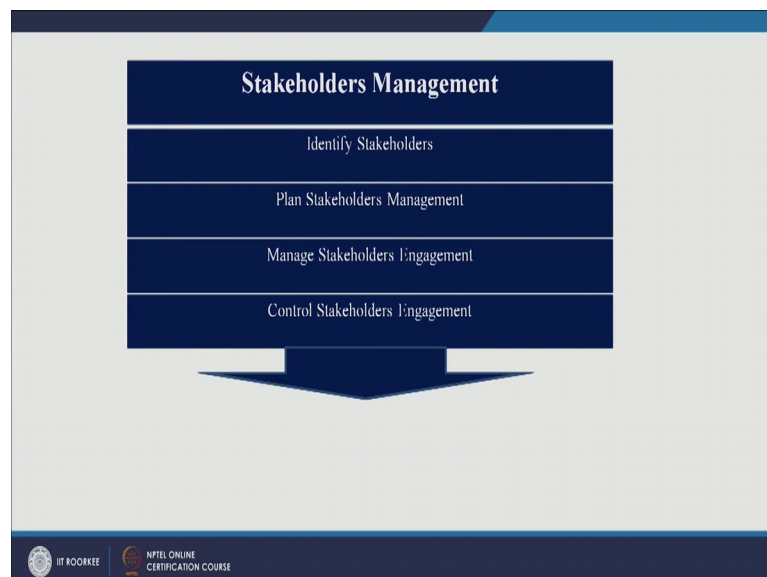 Stakeholders Management
Identify Stakeholders
Plan Stakeholders Management
Manage Stakeholders Engagement
Control Stakeholders Engagement
IIT ROORKEE
NPTEL ONLINE
CERTIFICATION COURSE
NPTEL